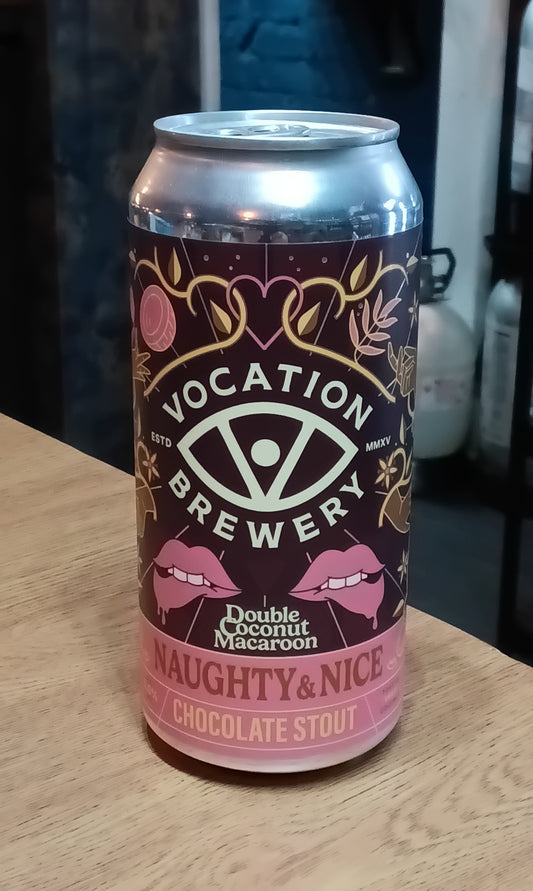 VOCATION
ESTD
MMXV
BREWERY
Double
Coconut
Macaroon
NAUGHTY & NICE
CHOCOLATE STOUT